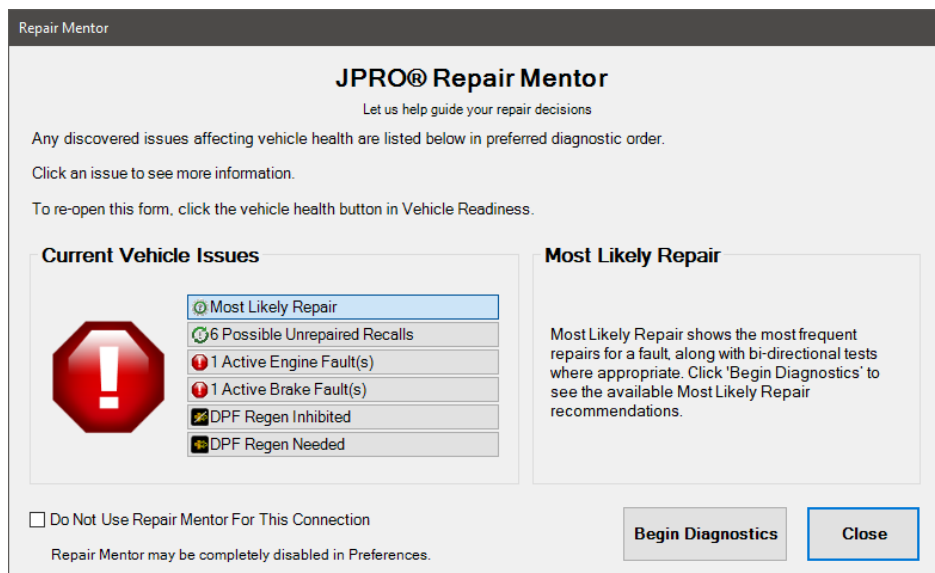 Repair Mentor
JPRO® Repair Mentor
Let us help guide your repair decisions
Any discovered issues affecting vehicle health are listed below in preferred diagnostic order.
Click an issue to see more information.
To re-open this form, click the vehicle health button in Vehicle Readiness.
Current Vehicle Issues
Most Likely Repair
6 Possible Unrepaired Recalls
1 Active Engine Fault(s)
1 Active Brake Fault(s)
DPF Regen Inhibited
DPF Regen Needed
Most Likely Repair
Most Likely Repair shows the most frequent
repairs for a fault, along with bi-directional tests
where appropriate. Click 'Begin Diagnostics' to
see the available Most Likely Repair
recommendations.
Do Not Use Repair Mentor For This Connection
Repair Mentor may be completely disabled in Preferences.
Begin Diagnostics
Close